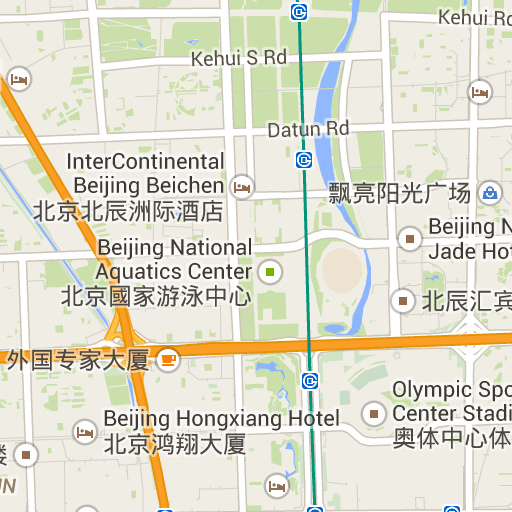 Kehui Rd
Kehui S Rd
Datun Rd
InterContinental
Beijing Beichen
北京北辰洲际酒店
飘亮阳光广场
Beijing N
Jade Hot
Beijing National
Aquatics Center
北京國家游泳中心
北辰汇宾
外国专家大厦
Beijing Hongxiang Hotel
北京鸿翔大厦
Olympic Spo
Center Stadi
奥体中心体
楼
IN